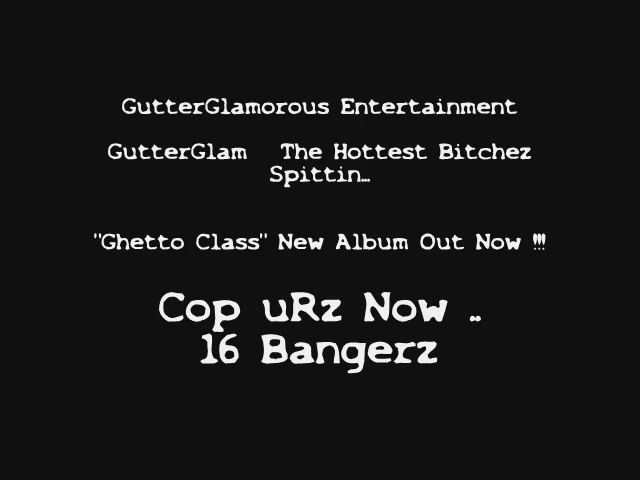 GutterGlamorous Entertainment
GutterGlam The Hottest Bitchez
Spittin...
"Ghetto Class" New Album Out Now !!!
Cop uRz Now ..
16 Bangerz